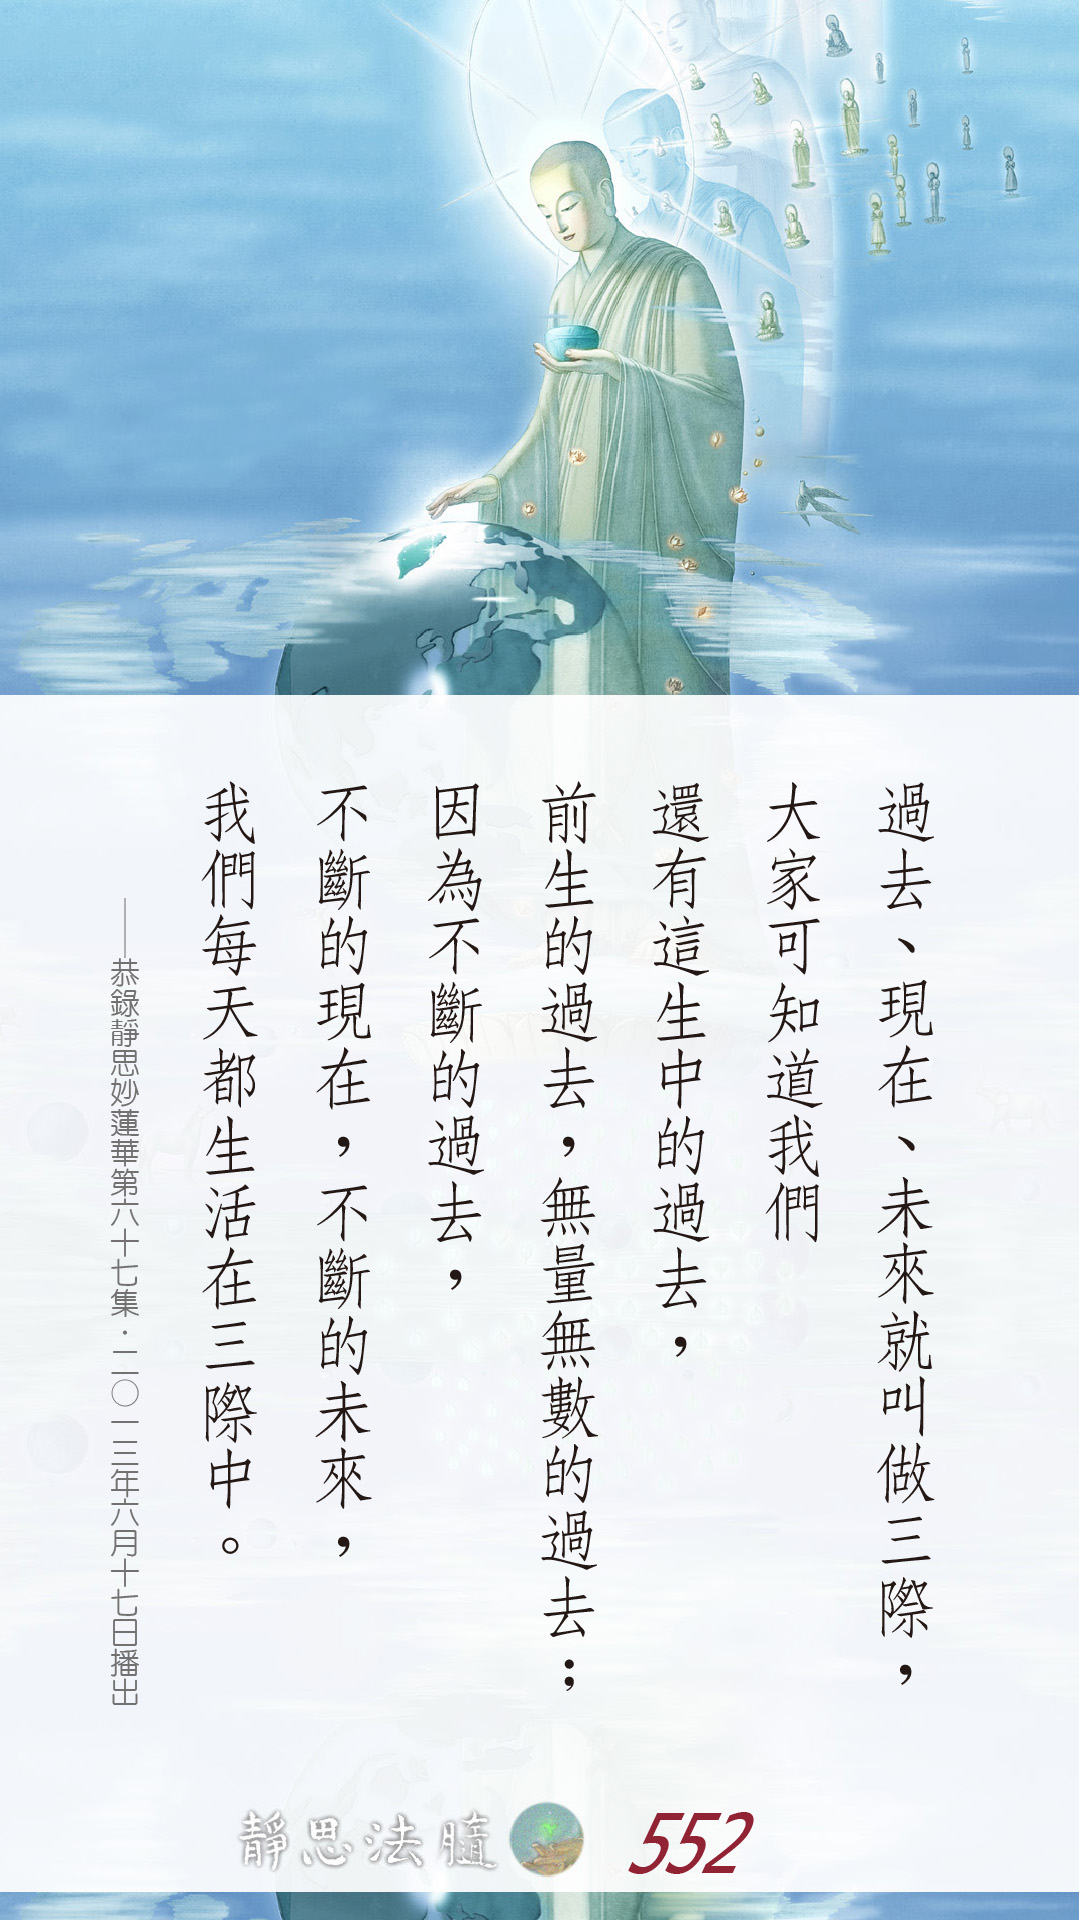 過去、現在、未來就叫做三際，
大家可知道我們
還有這生中的過去，
前生的過去，無量無數的過去；
因為不斷的過去，
不斷的現在，不斷的未來，
我們每天都生活在三際中。
——恭錄靜思妙蓮華第六十七集．二〇一三年六月十七日播出
靜思法髓
552